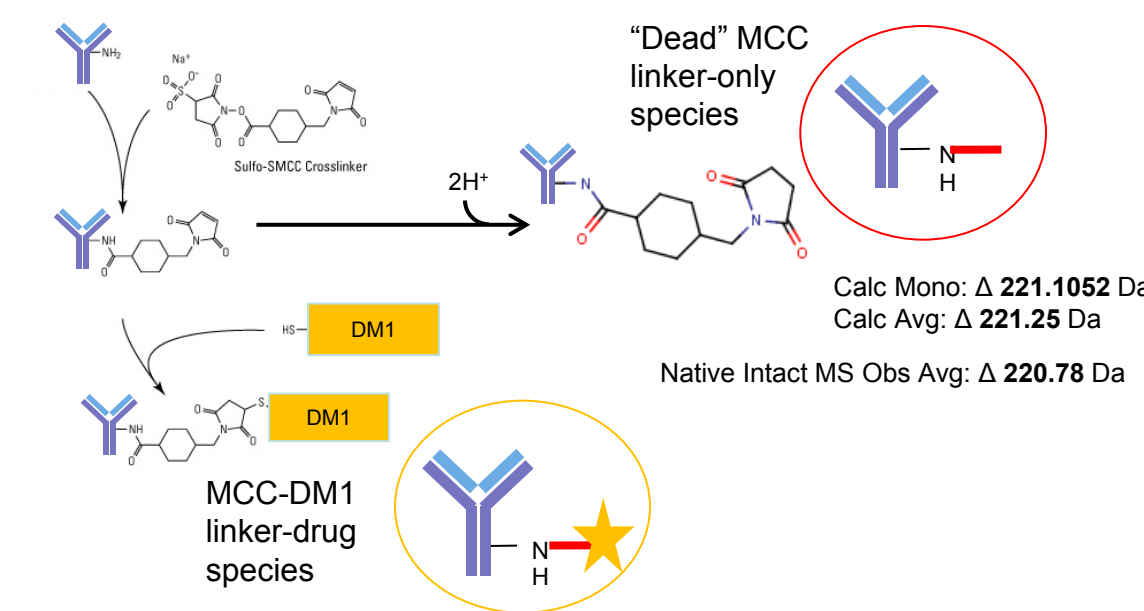 NH₂
Na⁺
O
O⁻
S
O
O
O
N–O
O
O
N
O
Sulfo-SMCC Crosslinker
“Dead” MCC
linker-only
species
N
H
2H⁺
N
O
O
N
O
NH
O
O
N
O
Calc Mono: Δ 221.1052 Da
Calc Avg: Δ 221.25 Da
Native Intact MS Obs Avg: Δ 220.78 Da
HS
DM1
NH
O
O
N
O
S
DM1
MCC-DM1
linker-drug
species
N
H